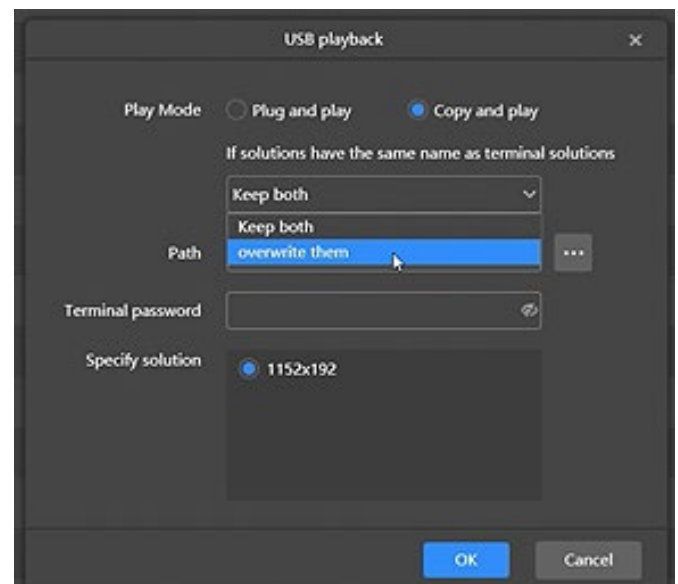 USB playback
Play Mode Plug and play Copy and play
If solutions have the same name as terminal solutions
Keep both
Keep both
Path overwrite them
Terminal password
Specify solution 1152x192
OK Cancel